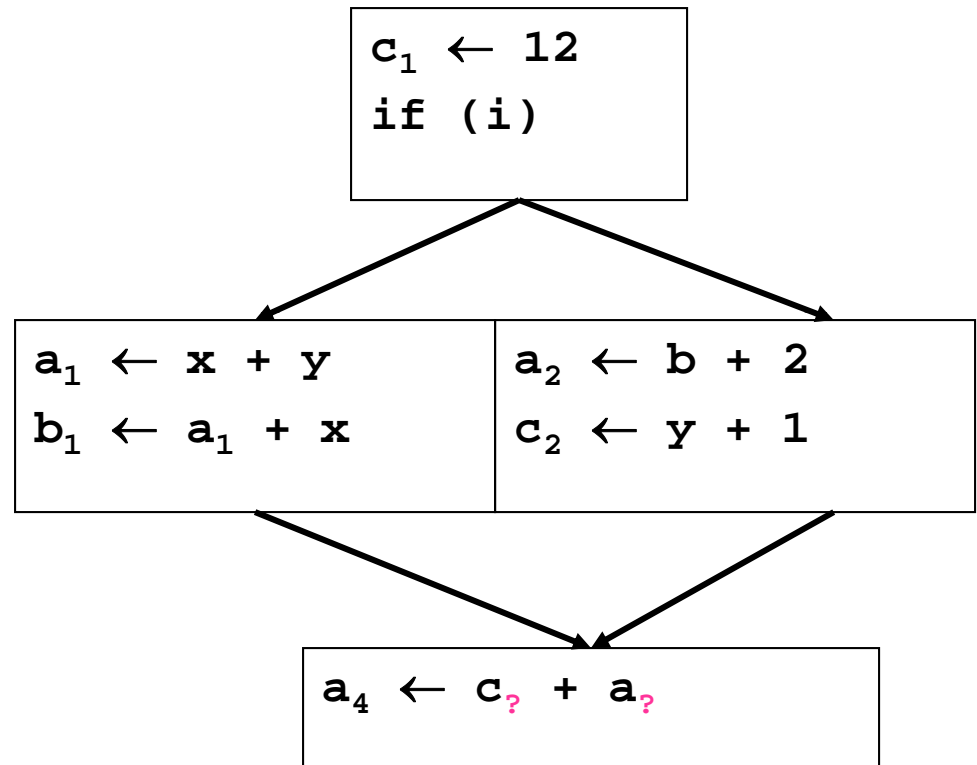 c₁ ← 12
if (i)
a₁ ← x + y
b₁ ← a₁ + x
a₂ ← b + 2
c₂ ← y + 1
a₄ ← c? + a?